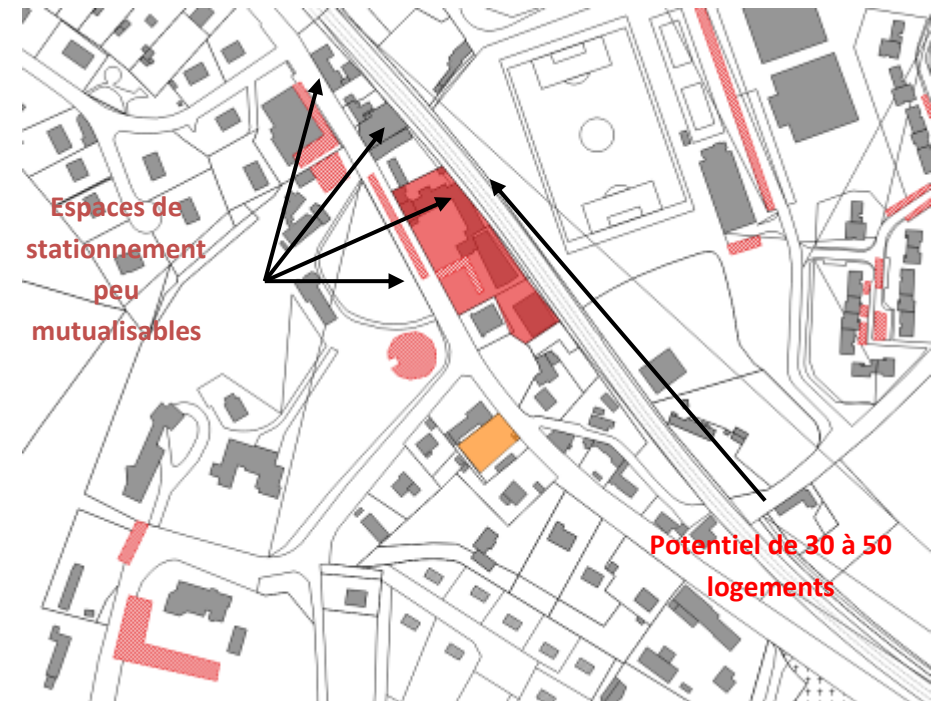 Espaces de
stationnement
peu
mutualisables
Potentiel de 30 à 50
logements